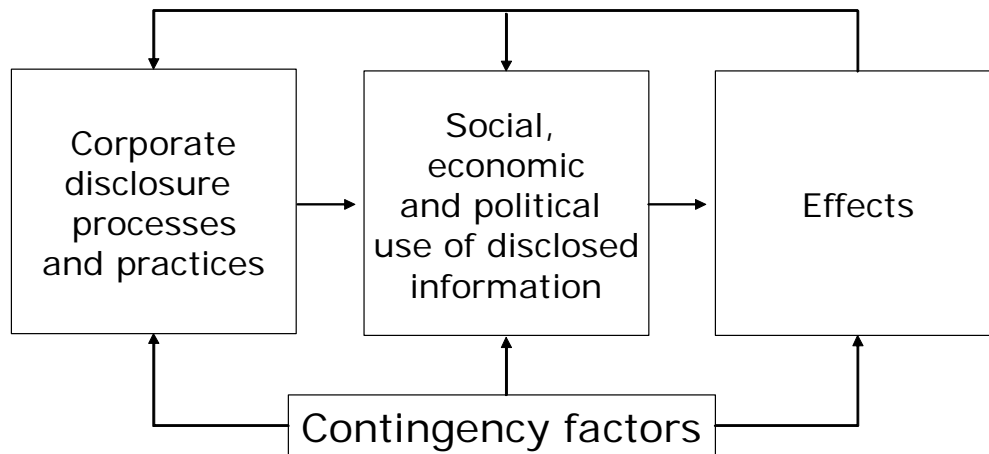 Corporate
disclosure
processes
and practices
Social,
economic
and political
use of disclosed
information
Effects
Contingency factors